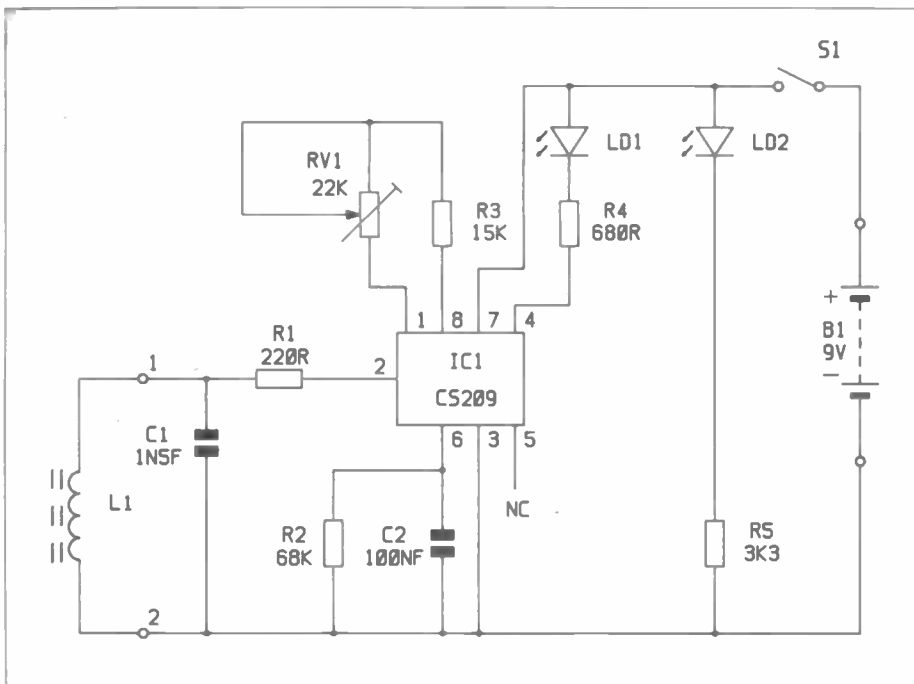 S1
LD1
LD2
RV1
22K
R3
15K
R4
680R
1 8 7 4
+
B1
9V
–
R1
220R
1
2
IC1
CS209
6 3 5
C1
1N5F
L1
NC
R2
68K
C2
100NF
R5
3K3
2